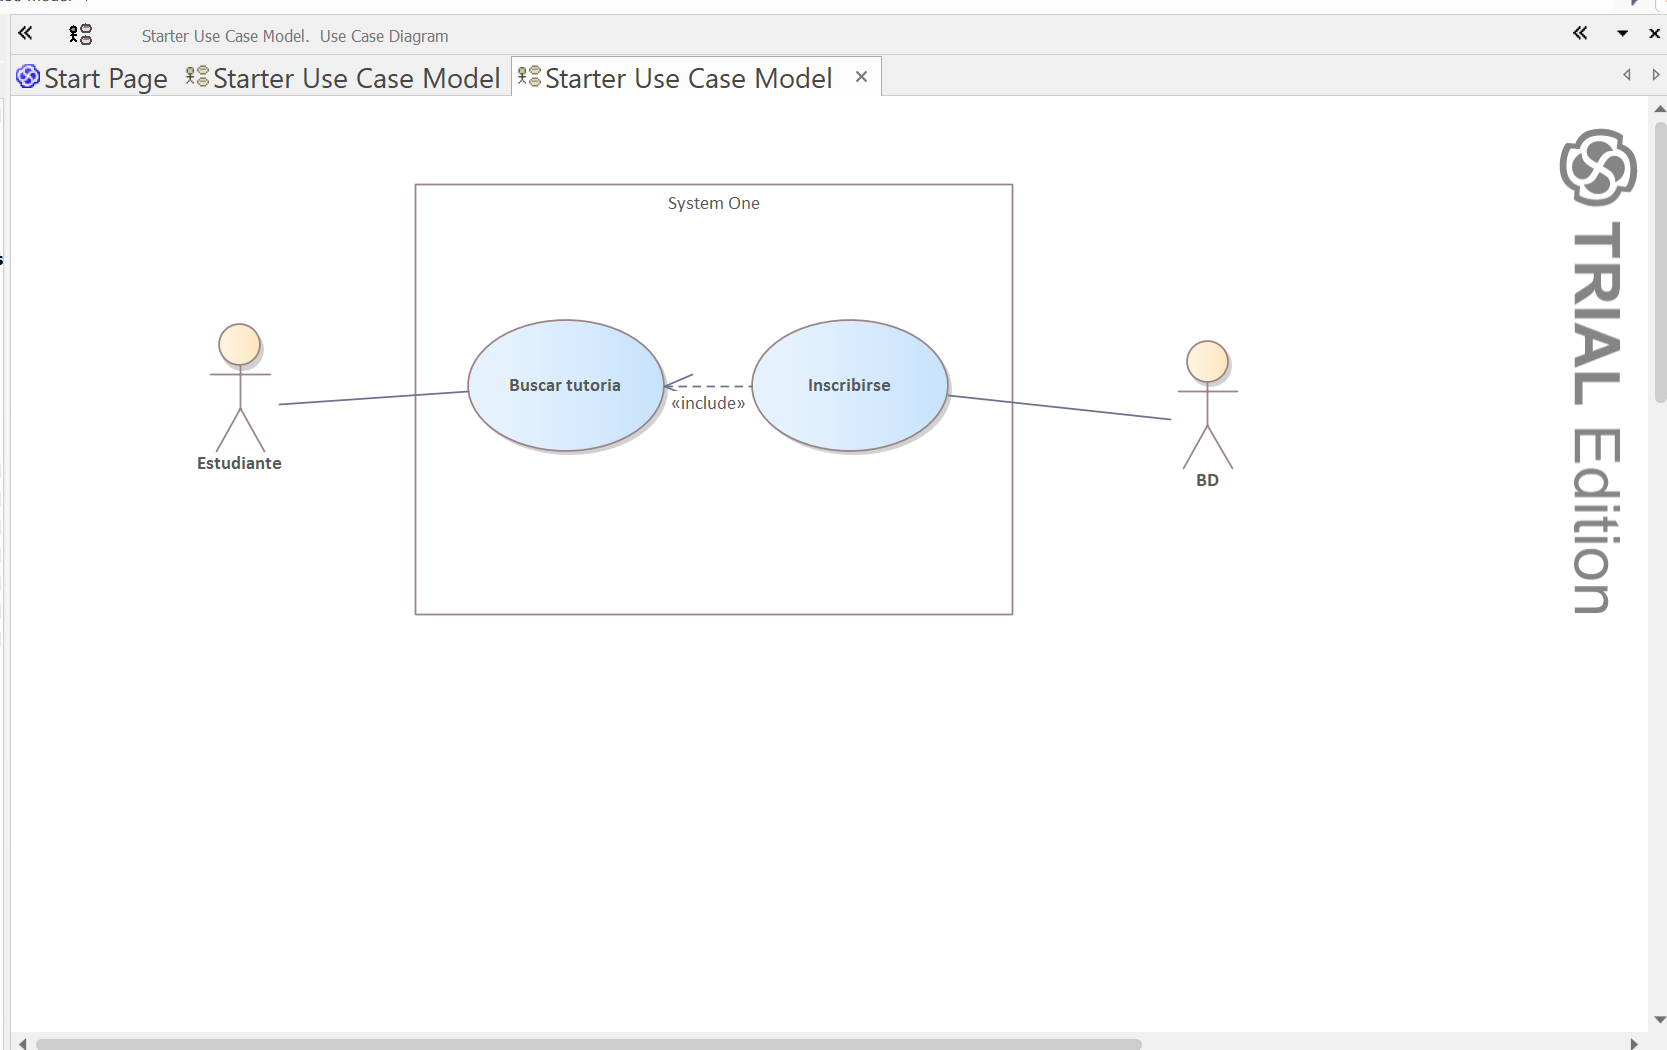 Starter Use Case Model.  Use Case Diagram
Start Page
Starter Use Case Model
Starter Use Case Model
System One
Buscar tutoria
«include»
Inscribirse
Estudiante
BD
TRIAL Edition